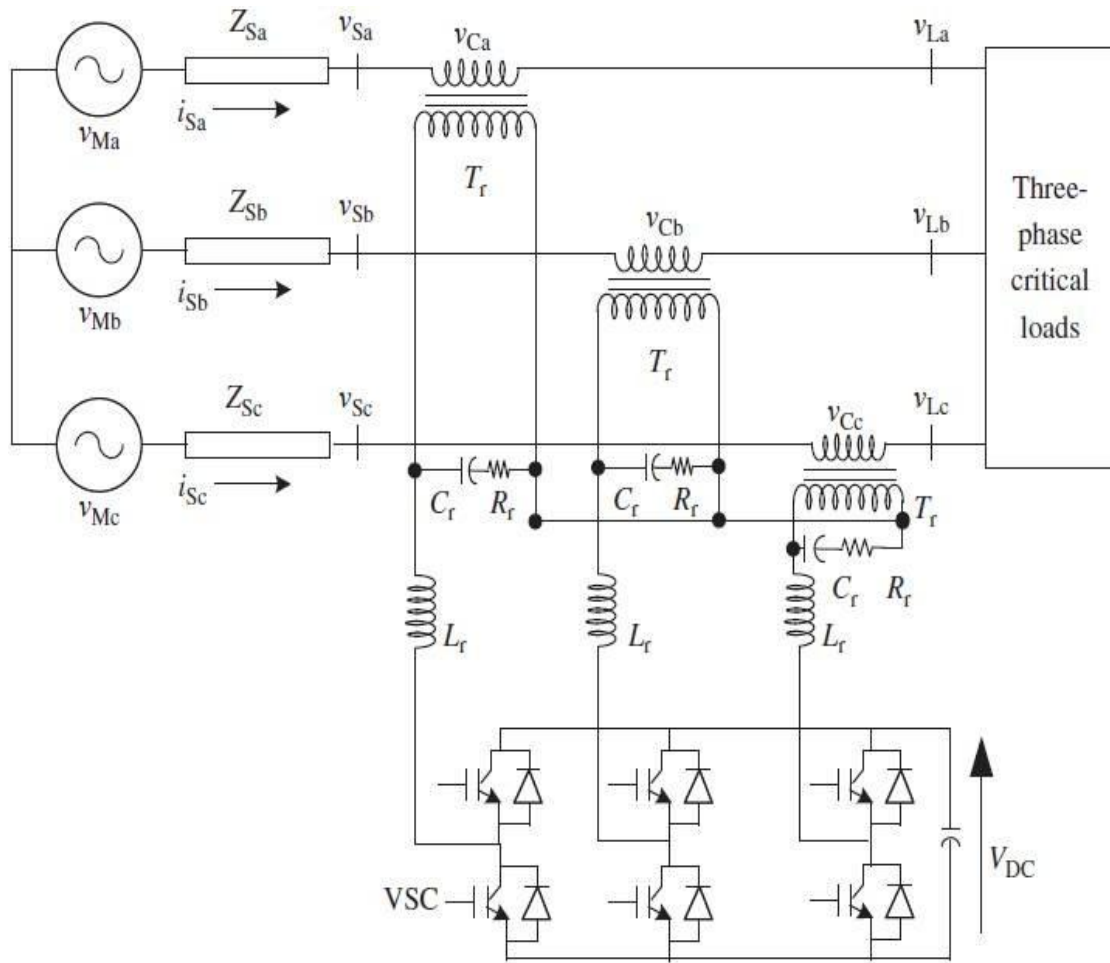 Z_Sa
v_Sa
v_Ca
v_La
i_Sa
v_Ma
T_r
Three-
phase
critical
loads
Z_Sb
v_Sb
v_Cb
v_Lb
i_Sb
v_Mb
T_r
Z_Sc
v_Sc
v_Cc
v_Lc
i_Sc
v_Mc
C_r R_r
C_r R_r
T_r
C_r R_r
L_r
L_r
L_r
V_DC
VSC